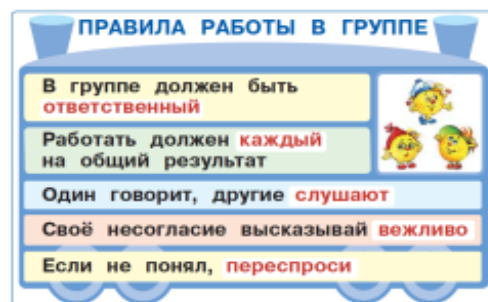 ПРАВИЛА РАБОТЫ В ГРУППЕ
В группе должен быть
ответственный
Работать должен каждый
на общий результат
Один говорит, другие слушают
Своё несогласие высказывай вежливо
Если не понял, переспроси